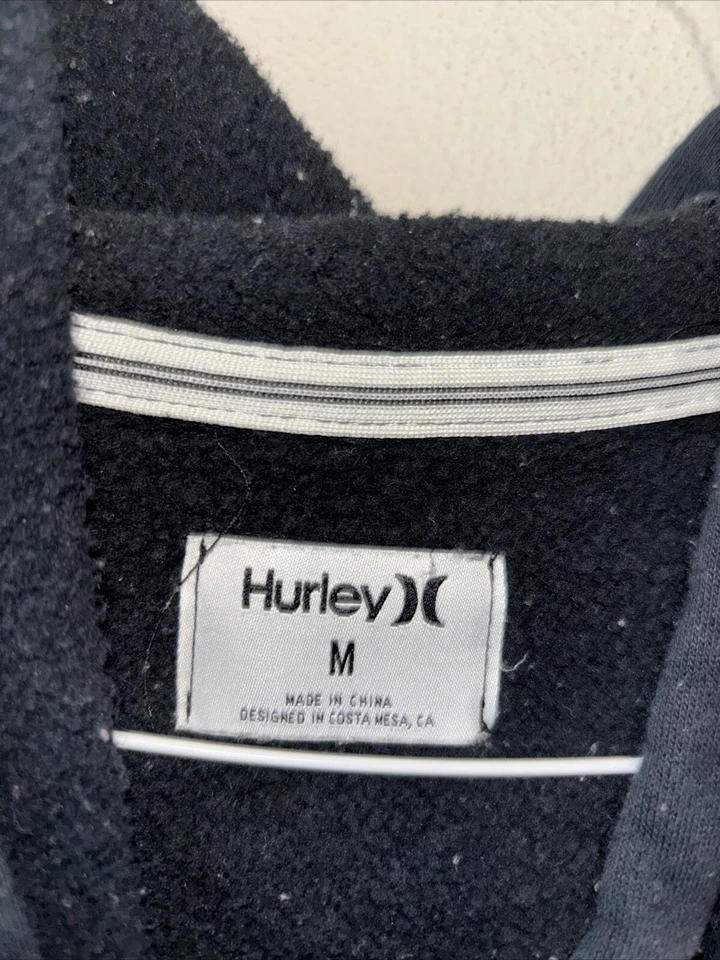 Hurley
M
MADE IN CHINA
DESIGNED IN COSTA MESA, CA